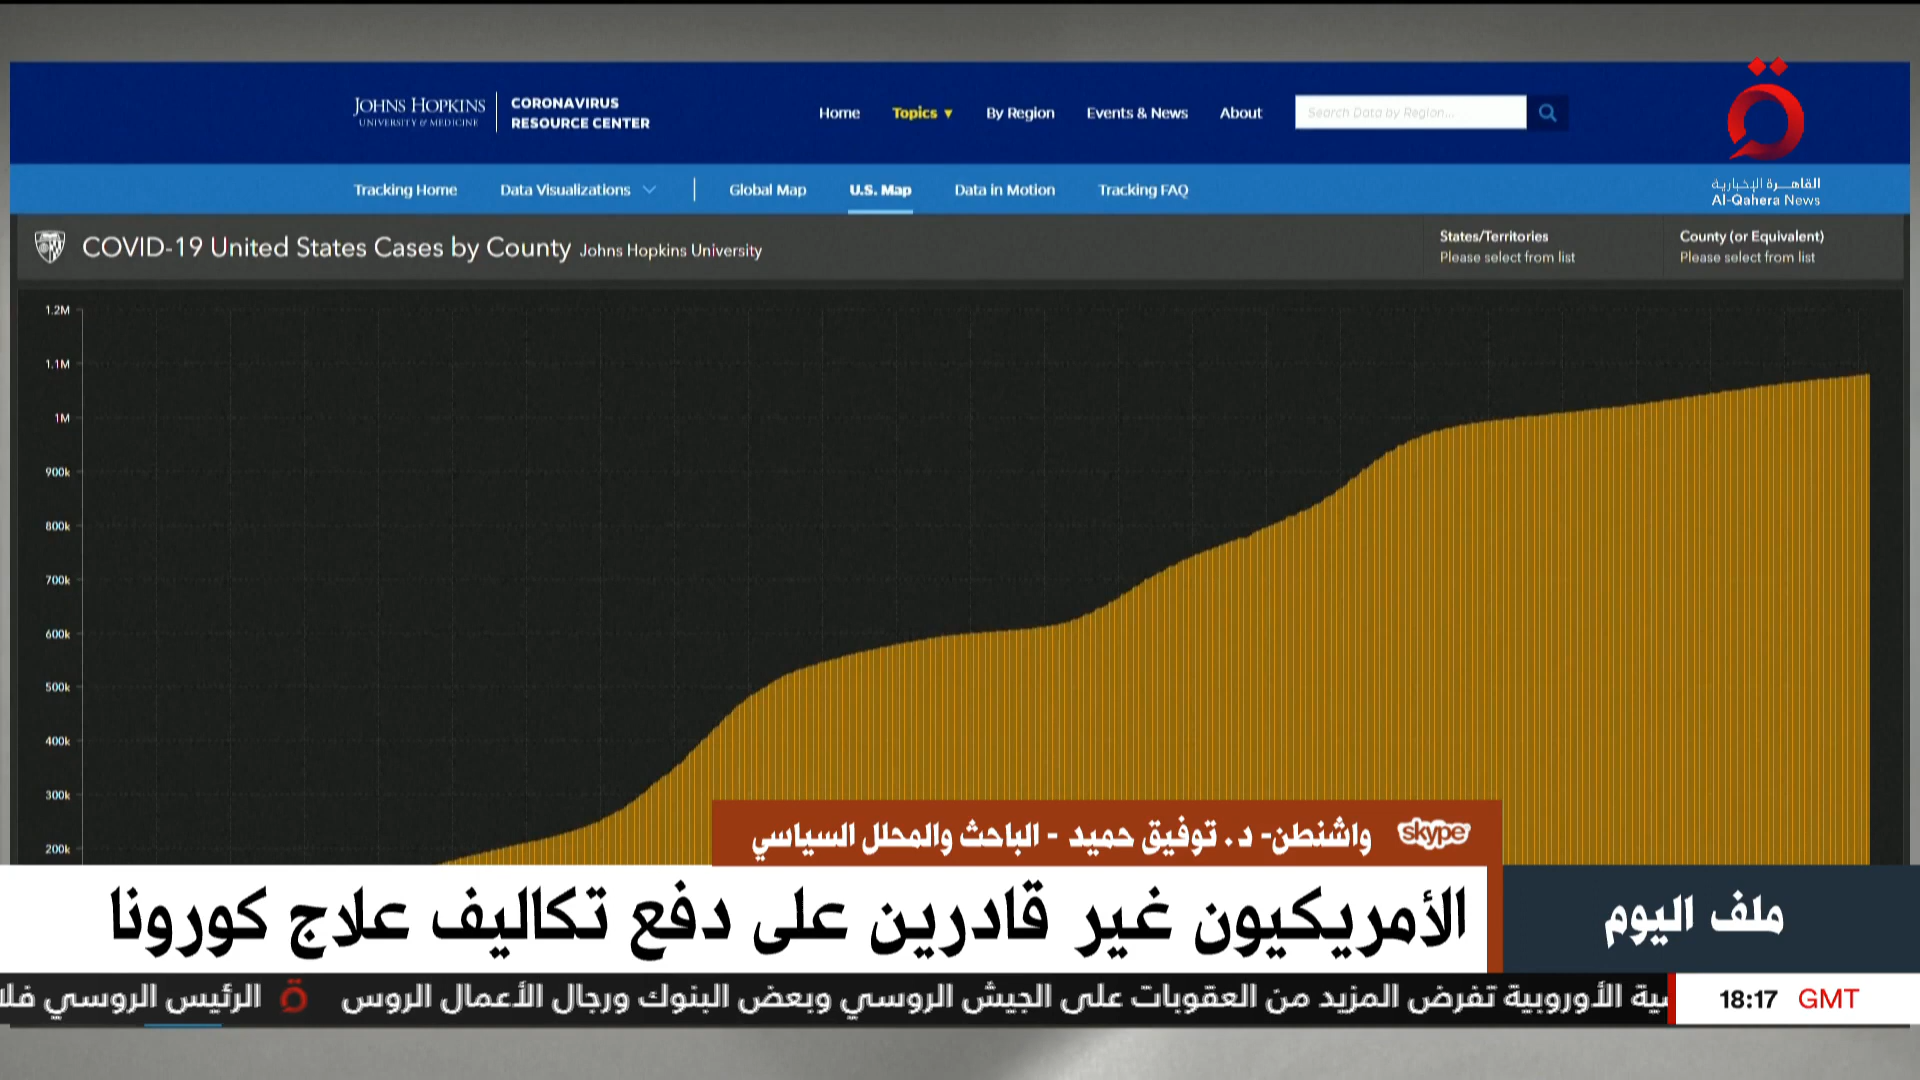 JOHNS HOPKINS
UNIVERSITY & MEDICINE
CORONAVIRUS
RESOURCE CENTER
Home
Topics ▼
By Region
Events & News
About
Search Data by Region...
القاهرة الإخبارية
Al-Qahera News
Tracking Home
Data Visualizations
Global Map
U.S. Map
Data in Motion
Tracking FAQ
COVID-19 United States Cases by County Johns Hopkins University
States/Territories
Please select from list
County (or Equivalent)
Please select from list
1.2M
1.1M
1M
900k
800k
700k
600k
500k
400k
300k
200k
skype
واشنطن- د. توفيق حميد - الباحث والمحلل السياسي
ملف اليوم
الأمريكيون غير قادرين على دفع تكاليف علاج كورونا
الأوروبية تفرض المزيد من العقوبات على الجيش الروسي وبعض البنوك ورجال الأعمال الروس
الرئيس الروسي
18:17 GMT